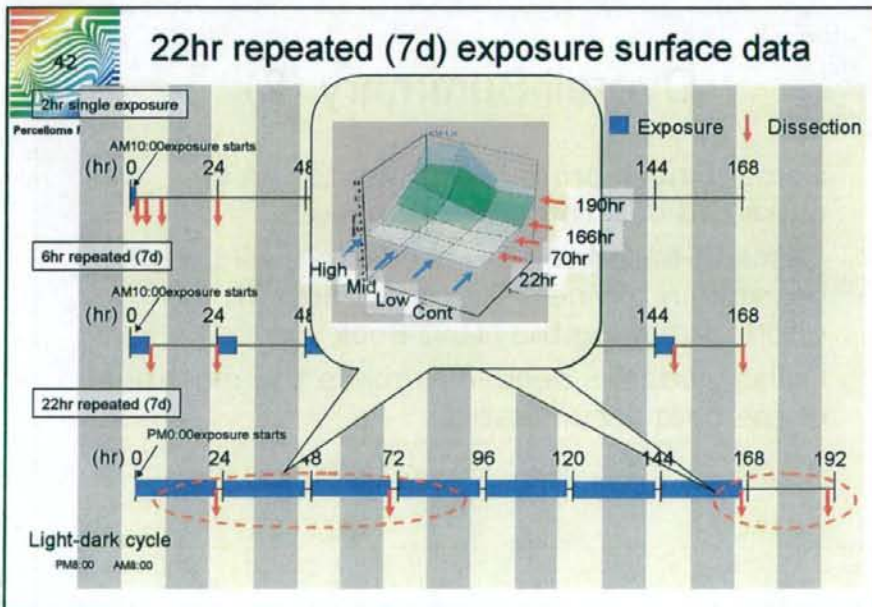 22hr repeated (7d) exposure surface data
42
2hr single exposure
Exposure
Dissection
AM10:00exposure starts
(hr) 0 24 48 144 168
190hr
166hr
70hr
22hr
High
Mid
Low
Cont
6hr repeated (7d)
AM10:00exposure starts
(hr) 0 24 48 144 168
22hr repeated (7d)
PM0:00exposure starts
(hr) 0 24 48 72 96 120 144 168 192
Light-dark cycle
PM8:00 AM8:00